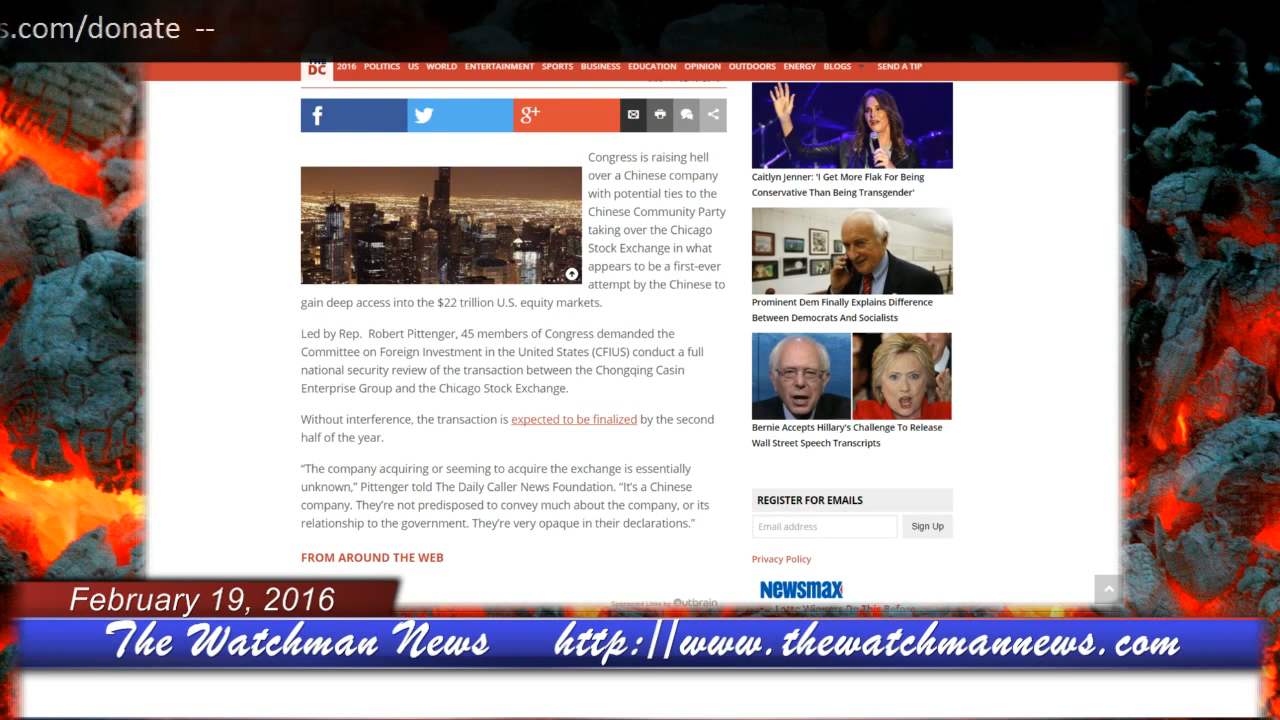 s.com/donate --
THE
DC
2016 POLITICS US WORLD ENTERTAINMENT SPORTS BUSINESS EDUCATION OPINION OUTDOORS ENERGY BLOGS SEND A TIP
f
g+
Congress is raising hell
over a Chinese company
with potential ties to the
Chinese Community Party
taking over the Chicago
Stock Exchange in what
appears to be a first-ever
attempt by the Chinese to
gain deep access into the $22 trillion U.S. equity markets.
Led by Rep. Robert Pittenger, 45 members of Congress demanded the
Committee on Foreign Investment in the United States (CFIUS) conduct a full
national security review of the transaction between the Chongqing Casin
Enterprise Group and the Chicago Stock Exchange.
Without interference, the transaction is expected to be finalized by the second
half of the year.
“The company acquiring or seeming to acquire the exchange is essentially
unknown,” Pittenger told The Daily Caller News Foundation. “It’s a Chinese
company. They’re not predisposed to convey much about the company, or its
relationship to the government. They’re very opaque in their declarations.”
FROM AROUND THE WEB
Sponsored Links by Outbrain
Caitlyn Jenner: 'I Get More Flak For Being
Conservative Than Being Transgender'
Prominent Dem Finally Explains Difference
Between Democrats And Socialists
Bernie Accepts Hillary's Challenge To Release
Wall Street Speech Transcripts
REGISTER FOR EMAILS
Email address Sign Up
Privacy Policy
Newsmax
Lotto Winners Do This Before
February 19, 2016
The Watchman News http://www.thewatchmannews.com